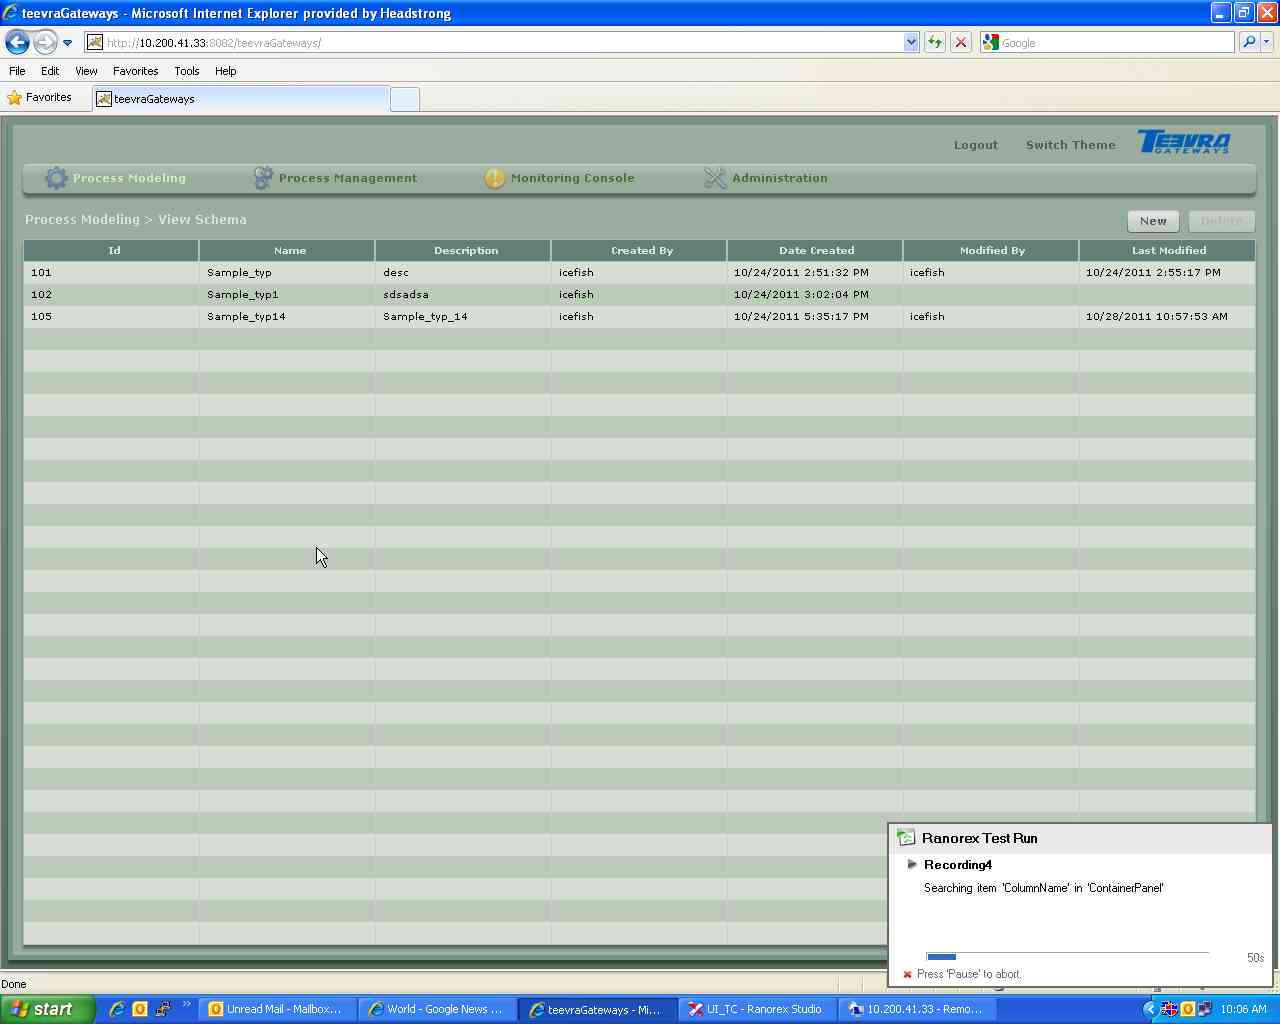 teevraGateways - Microsoft Internet Explorer provided by Headstrong
http://10.200.41.33:8082/teevraGateways/
Google
File Edit View Favorites Tools Help
Favorites
teevraGateways
Logout Switch Theme TEEVRA GATEWAYS
Process Modeling Process Management Monitoring Console Administration
Process Modeling > View Schema
New Delete
Id Name Description Created By Date Created Modified By Last Modified
101 Sample_typ desc icefish 10/24/2011 2:51:32 PM icefish 10/24/2011 2:55:17 PM
102 Sample_typ1 sdsadsa icefish 10/24/2011 3:02:04 PM
105 Sample_typ14 Sample_typ_14 icefish 10/24/2011 5:35:17 PM icefish 10/28/2011 10:57:53 AM
Ranorex Test Run
Recording4
Searching item 'ColumnName' in 'ContainerPanel'
50s
Press 'Pause' to abort.
Done
start
Unread Mail - Mailbox...
World - Google News ...
teevraGateways - Mi...
UI_TC - Ranorex Studio
10.200.41.33 - Remo...
10:06 AM